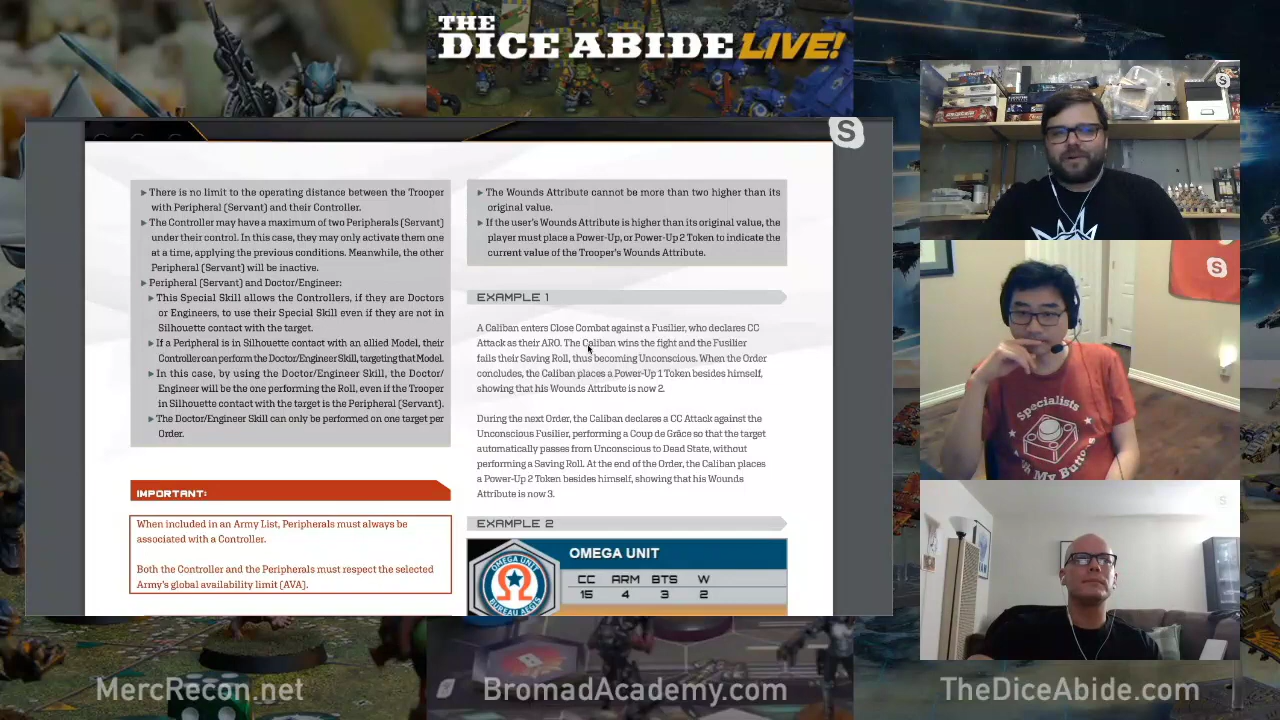 THE
DICE ABIDE LIVE!
S
▶ There is no limit to the operating distance between the Trooper
with Peripheral (Servant) and their Controller.
▶ The Controller may have a maximum of two Peripherals (Servant)
under their control. In this case, they may only activate them one
at a time, applying the previous conditions. Meanwhile, the other
Peripheral (Servant) will be inactive.
▶ Peripheral (Servant) and Doctor/Engineer:
▶ This Special Skill allows the Controllers, if they are Doctors
or Engineers, to use their Special Skill even if they are not in
Silhouette contact with the target.
▶ If a Peripheral is in Silhouette contact with an allied Model, their
Controller can perform the Doctor/Engineer Skill, targeting that Model.
▶ In this case, by using the Doctor/Engineer Skill, the Doctor/
Engineer will be the one performing the Roll, even if the Trooper
in Silhouette contact with the target is the Peripheral (Servant).
▶ The Doctor/Engineer Skill can only be performed on one target per
Order.
IMPORTANT:
When included in an Army List, Peripherals must always be
associated with a Controller.
Both the Controller and the Peripherals must respect the selected
Army's global availability limit (AVA).
▶ The Wounds Attribute cannot be more than two higher than its
original value.
▶ If the user's Wounds Attribute is higher than its original value, the
player must place a Power-Up, or Power-Up 2 Token to indicate the
current value of the Trooper's Wounds Attribute.
EXAMPLE 1
A Caliban enters Close Combat against a Fusilier, who declares CC
Attack as their ARO. The Caliban wins the fight and the Fusilier
fails their Saving Roll, thus becoming Unconscious. When the Order
concludes, the Caliban places a Power-Up 1 Token besides himself,
showing that his Wounds Attribute is now 2.
During the next Order, the Caliban declares a CC Attack against the
Unconscious Fusilier, performing a Coup de Grâce so that the target
automatically passes from Unconscious to Dead State, without
performing a Saving Roll. At the end of the Order, the Caliban places
a Power-Up 2 Token besides himself, showing that his Wounds
Attribute is now 3.
EXAMPLE 2
OMEGA UNIT
BUREAU AEGIS
OMEGA UNIT
CC ARM BTS W
15 4 3 2
S
S
Specialists
Oh My Button
S
MercRecon.net
BromadAcademy.com
TheDiceAbide.com